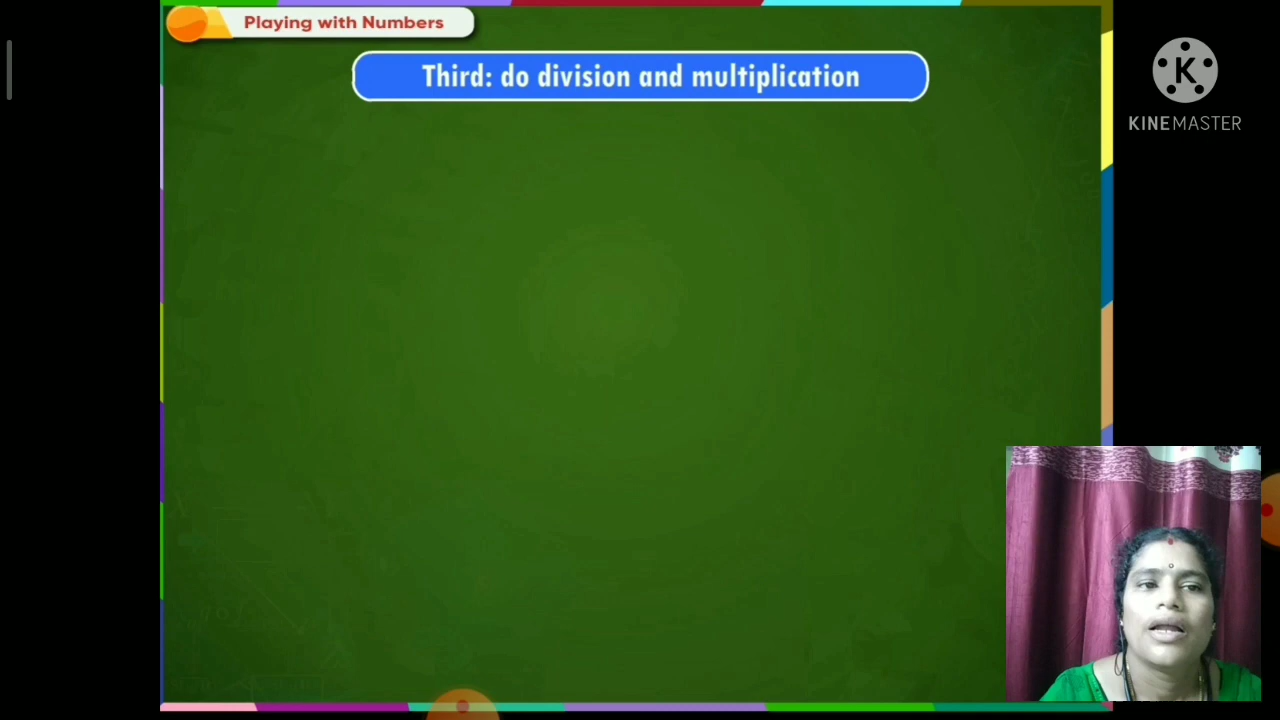 Playing with Numbers
Third: do division and multiplication
K
KINEMASTER